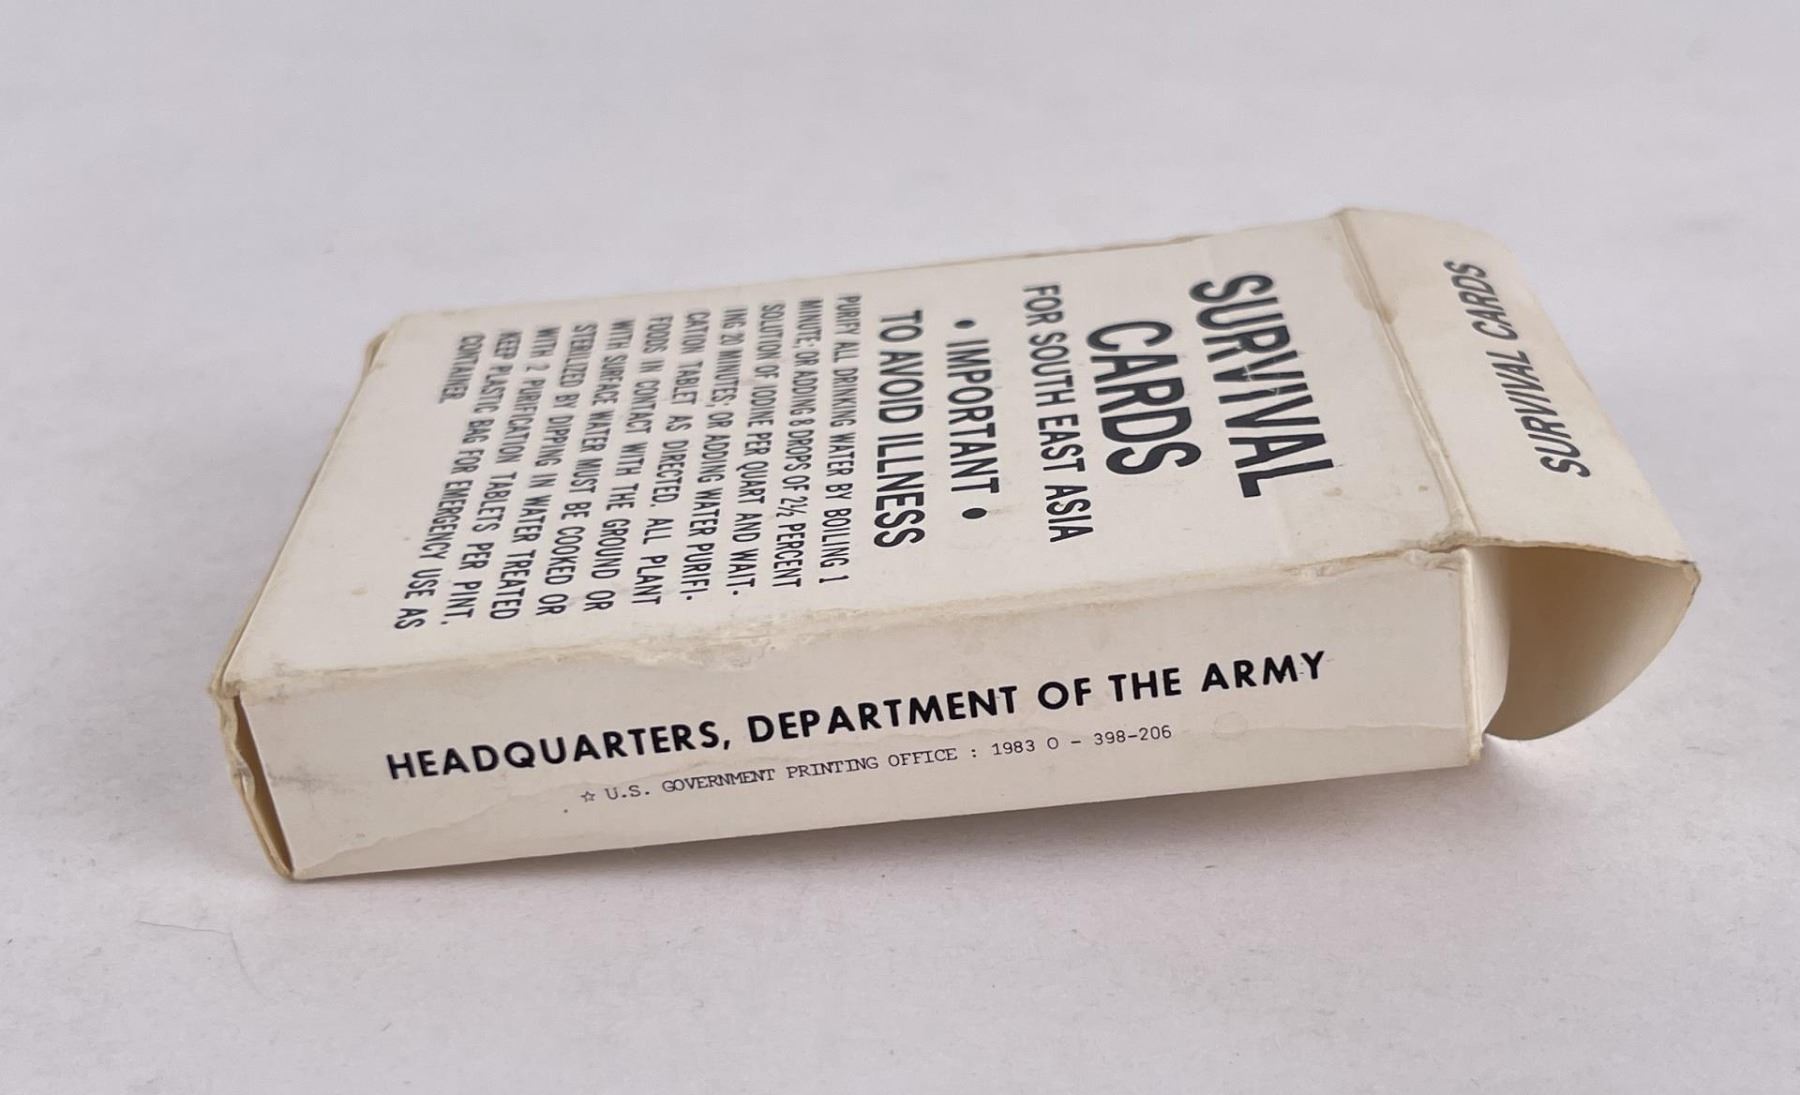 SURVIVAL CARDS
SURVIVAL
CARDS
FOR SOUTH EAST ASIA
• IMPORTANT •
TO AVOID ILLNESS
PURIFY ALL DRINKING WATER BY BOILING 1
MINUTE; OR ADDING 8 DROPS OF 2½ PERCENT
SOLUTION OF IODINE PER QUART AND WAIT-
ING 20 MINUTES; OR ADDING WATER PURIFI-
CATION TABLET AS DIRECTED. ALL PLANT
FOODS IN CONTACT WITH THE GROUND OR
WITH SURFACE WATER MUST BE COOKED OR
STERILIZED BY DIPPING IN WATER TREATED
WITH 2 PURIFICATION TABLETS PER PINT.
KEEP PLASTIC BAG FOR EMERGENCY USE AS
CONTAINER.
HEADQUARTERS, DEPARTMENT OF THE ARMY
☆ U.S. GOVERNMENT PRINTING OFFICE : 1983 O - 398-206